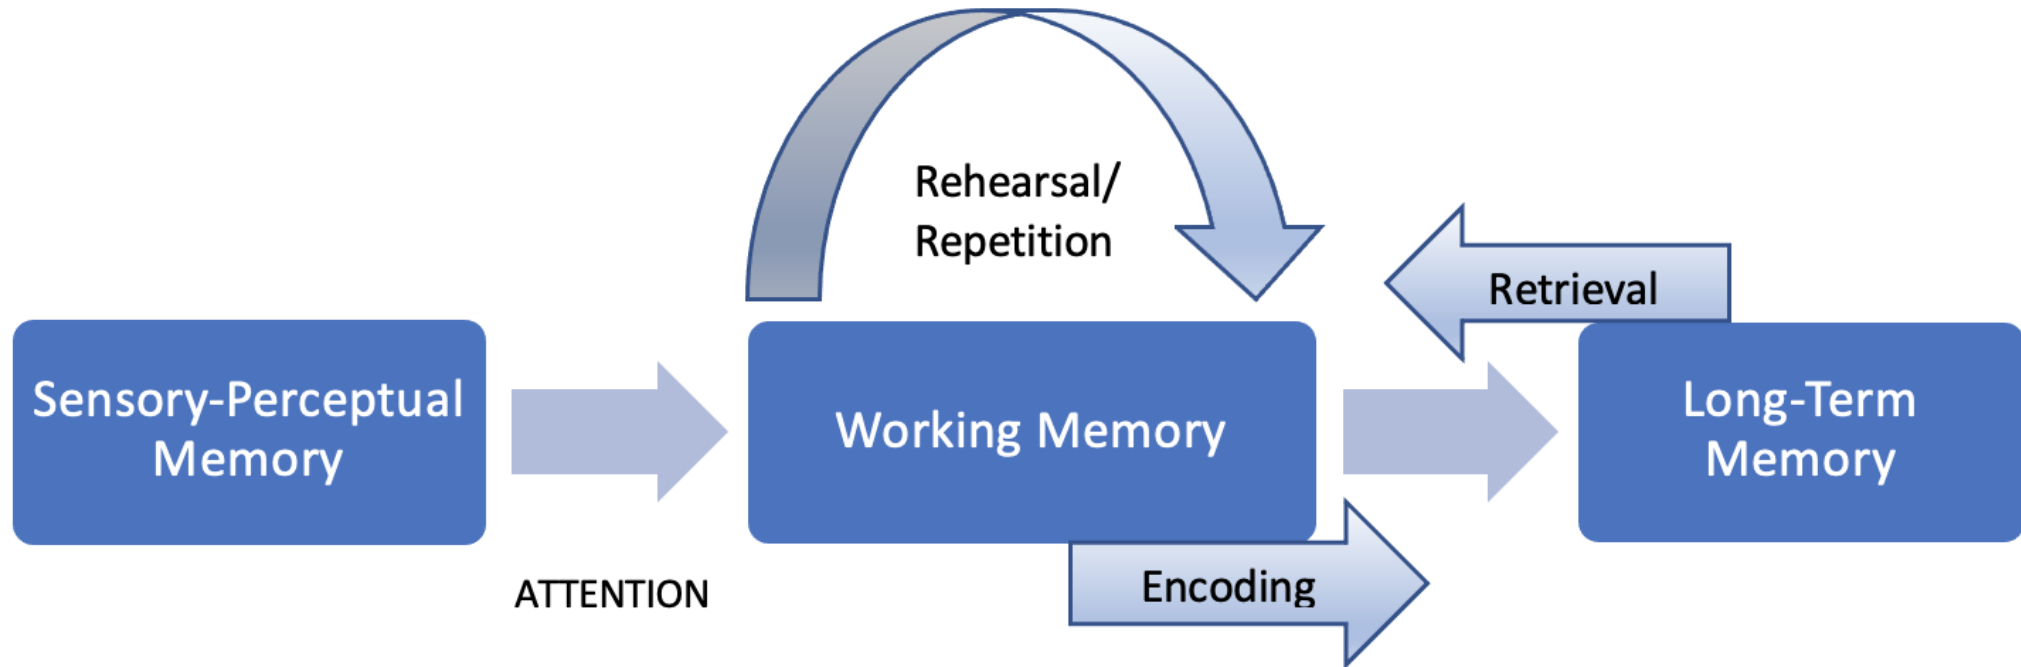 Rehearsal/
Repetition
Retrieval
Sensory-Perceptual
Memory
Working Memory
Long-Term
Memory
ATTENTION
Encoding